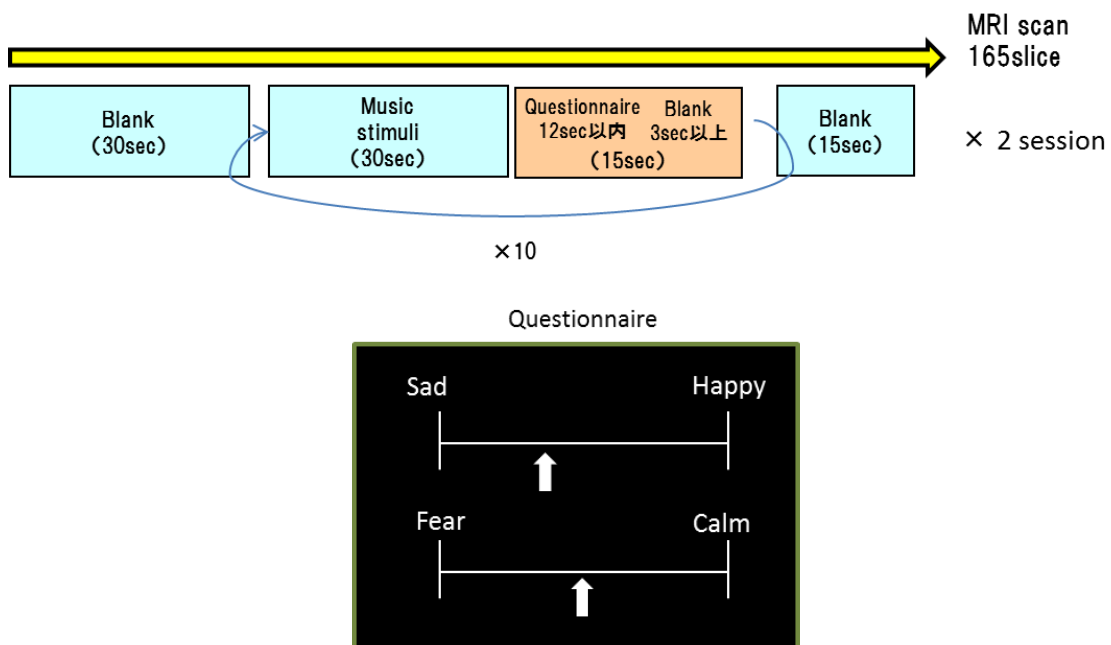 MRI scan
165slice
Blank
(30sec)
Music
stimuli
(30sec)
Questionnaire Blank
12sec以内 3sec以上
(15sec)
Blank
(15sec)
× 2 session
×10
Questionnaire
Sad Happy
Fear Calm